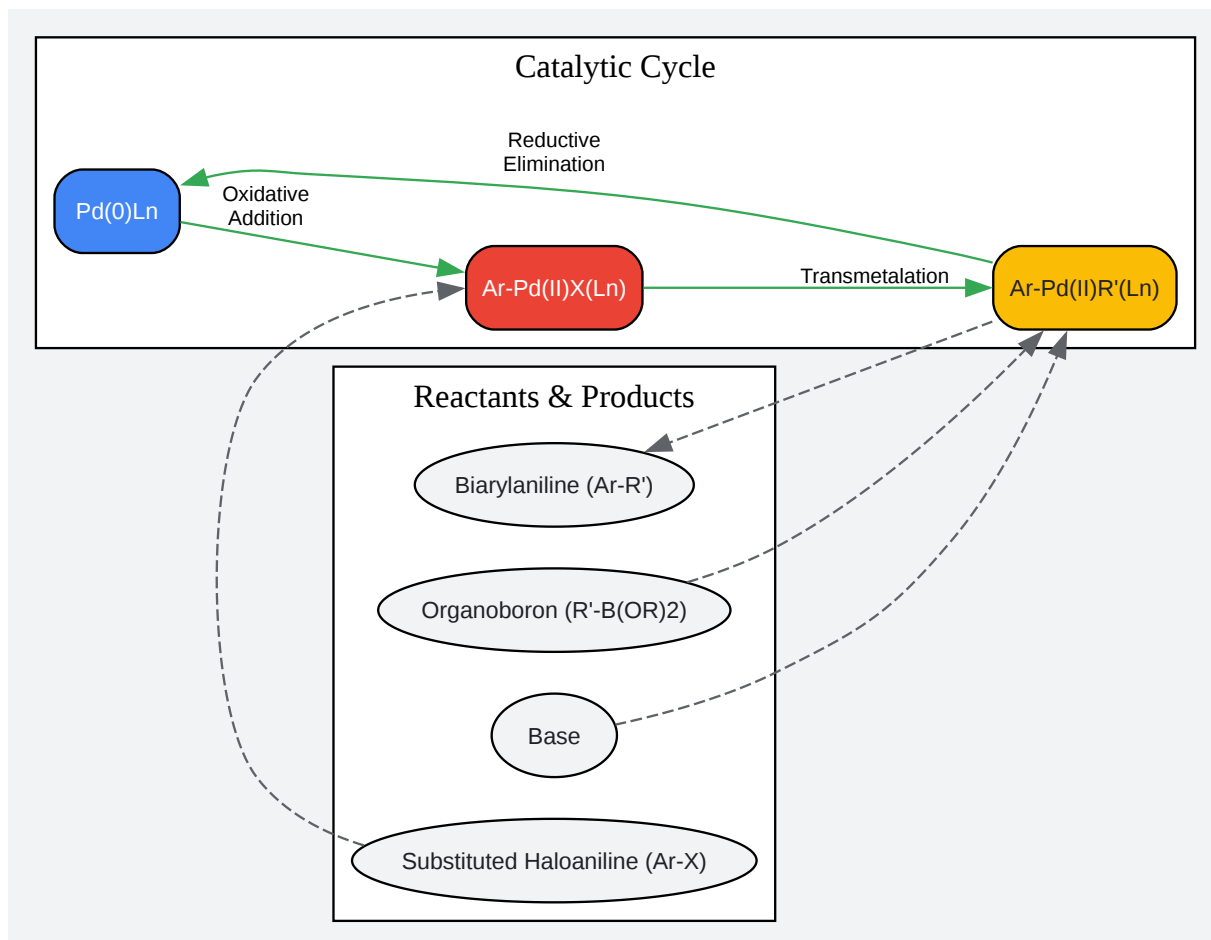 Catalytic Cycle
Reductive
Elimination
Oxidative
Addition
Pd(0)Ln
Transmetalation
Ar-Pd(II)X(Ln)
Ar-Pd(II)R'(Ln)
Reactants & Products
Biarylaniline (Ar-R')
Organoboron (R'-B(OR)2)
Base
Substituted Haloaniline (Ar-X)